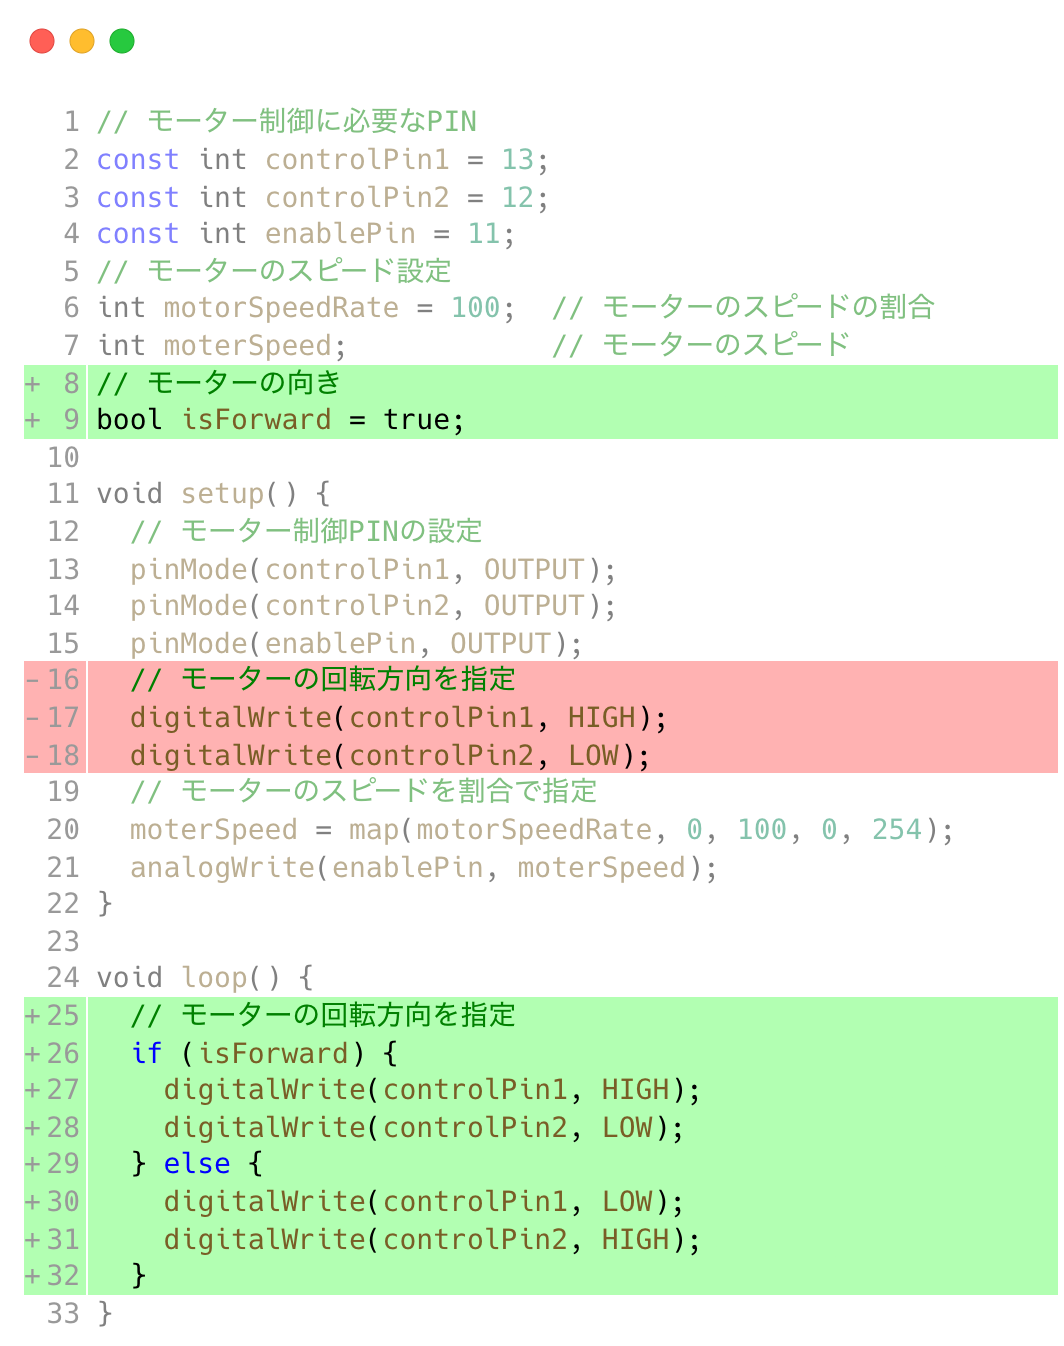 1 // モーター制御に必要なPIN
2 const int controlPin1 = 13;
3 const int controlPin2 = 12;
4 const int enablePin = 11;
5 // モーターのスピード設定
6 int motorSpeedRate = 100;  // モーターのスピードの割合
7 int moterSpeed;            // モーターのスピード
+ 8 // モーターの向き
+ 9 bool isForward = true;
10
11 void setup() {
12   // モーター制御PINの設定
13   pinMode(controlPin1, OUTPUT);
14   pinMode(controlPin2, OUTPUT);
15   pinMode(enablePin, OUTPUT);
- 16   // モーターの回転方向を指定
- 17   digitalWrite(controlPin1, HIGH);
- 18   digitalWrite(controlPin2, LOW);
19   // モーターのスピードを割合で指定
20   moterSpeed = map(motorSpeedRate, 0, 100, 0, 254);
21   analogWrite(enablePin, moterSpeed);
22 }
23
24 void loop() {
+ 25   // モーターの回転方向を指定
+ 26   if (isForward) {
+ 27     digitalWrite(controlPin1, HIGH);
+ 28     digitalWrite(controlPin2, LOW);
+ 29   } else {
+ 30     digitalWrite(controlPin1, LOW);
+ 31     digitalWrite(controlPin2, HIGH);
+ 32   }
33 }